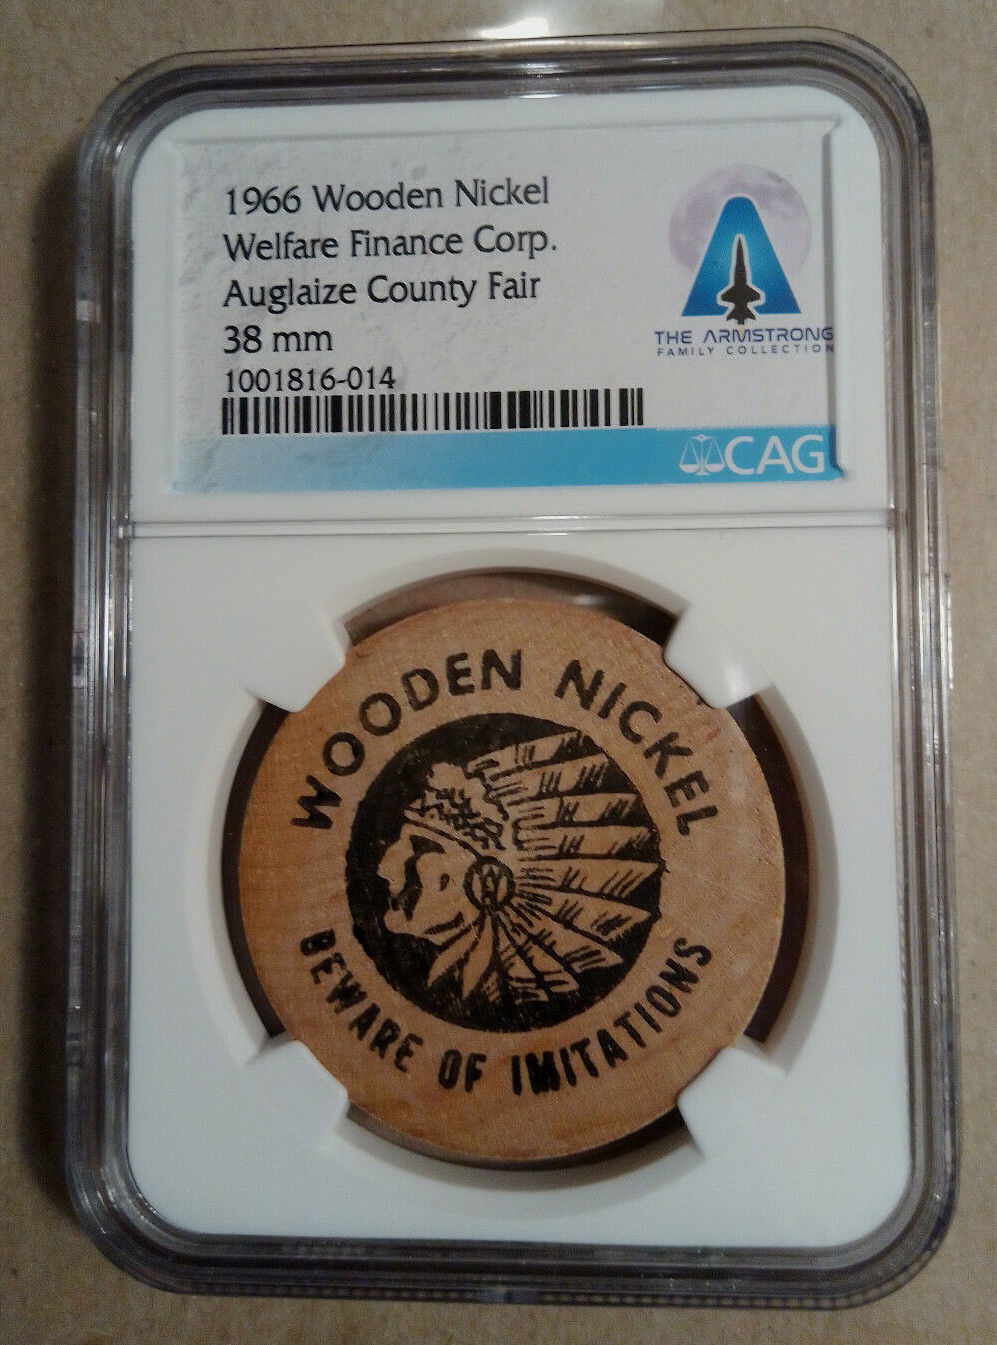 1966 Wooden Nickel
Welfare Finance Corp.
Auglaize County Fair
38 mm
1001816-014
THE ARMSTRONG
FAMILY COLLECTION
CAG
WOODEN NICKEL
BEWARE OF IMITATIONS